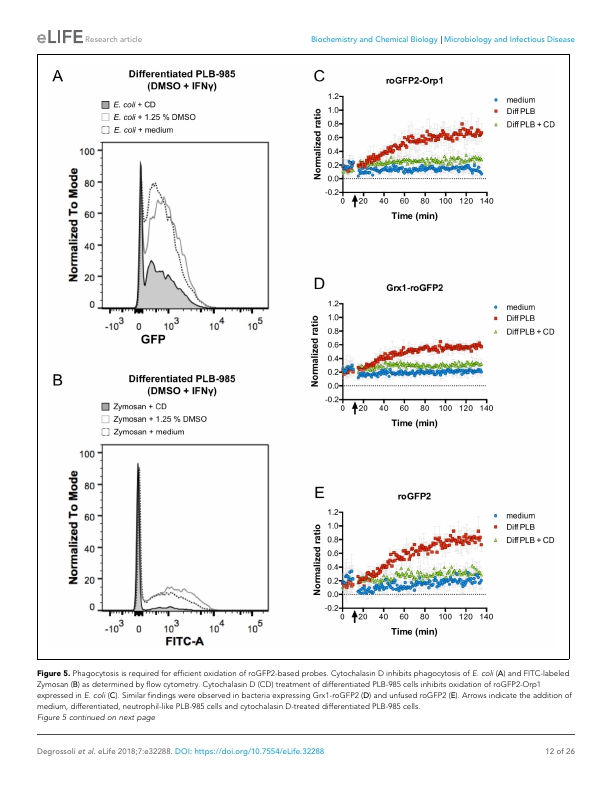 eLIFE Research article
Biochemistry and Chemical Biology | Microbiology and Infectious Disease
A
Differentiated PLB-985
(DMSO + IFNγ)
E. coli + CD
E. coli + 1.25 % DMSO
E. coli + medium
Normalized To Mode
100
80
60
40
20
0
-10³ 0 10³ 10⁴ 10⁵
GFP
B
Differentiated PLB-985
(DMSO + IFNγ)
Zymosan + CD
Zymosan + 1.25 % DMSO
Zymosan + medium
Normalized To Mode
100
80
60
40
20
0
-10³ 0 10³ 10⁴ 10⁵
FITC-A
C
roGFP2-Orp1
Normalized ratio
1.2
1.0
0.8
0.6
0.4
0.2
0.0
-0.2
0 20 40 60 80 100 120 140
Time (min)
medium
Diff PLB
Diff PLB + CD
D
Grx1-roGFP2
Normalized ratio
1.2
1.0
0.8
0.6
0.4
0.2
0.0
-0.2
0 20 40 60 80 100 120 140
Time (min)
medium
Diff PLB
Diff PLB + CD
E
roGFP2
Normalized ratio
1.2
1.0
0.8
0.6
0.4
0.2
0.0
-0.2
0 20 40 60 80 100 120 140
Time (min)
medium
Diff PLB
Diff PLB + CD
Figure 5. Phagocytosis is required for efficient oxidation of roGFP2-based probes. Cytochalasin D inhibits phagocytosis of E. coli (A) and FITC-labeled
Zymosan (B) as determined by flow cytometry. Cytochalasin D (CD) treatment of differentiated PLB-985 cells inhibits oxidation of roGFP2-Orp1
expressed in E. coli (C). Similar findings were observed in bacteria expressing Grx1-roGFP2 (D) and unfused roGFP2 (E). Arrows indicate the addition of
medium, differentiated, neutrophil-like PLB-985 cells and cytochalasin D-treated differentiated PLB-985 cells.
Figure 5 continued on next page
Degrossoli et al. eLife 2018;7:e32288. DOI: https://doi.org/10.7554/eLife.32288
12 of 26